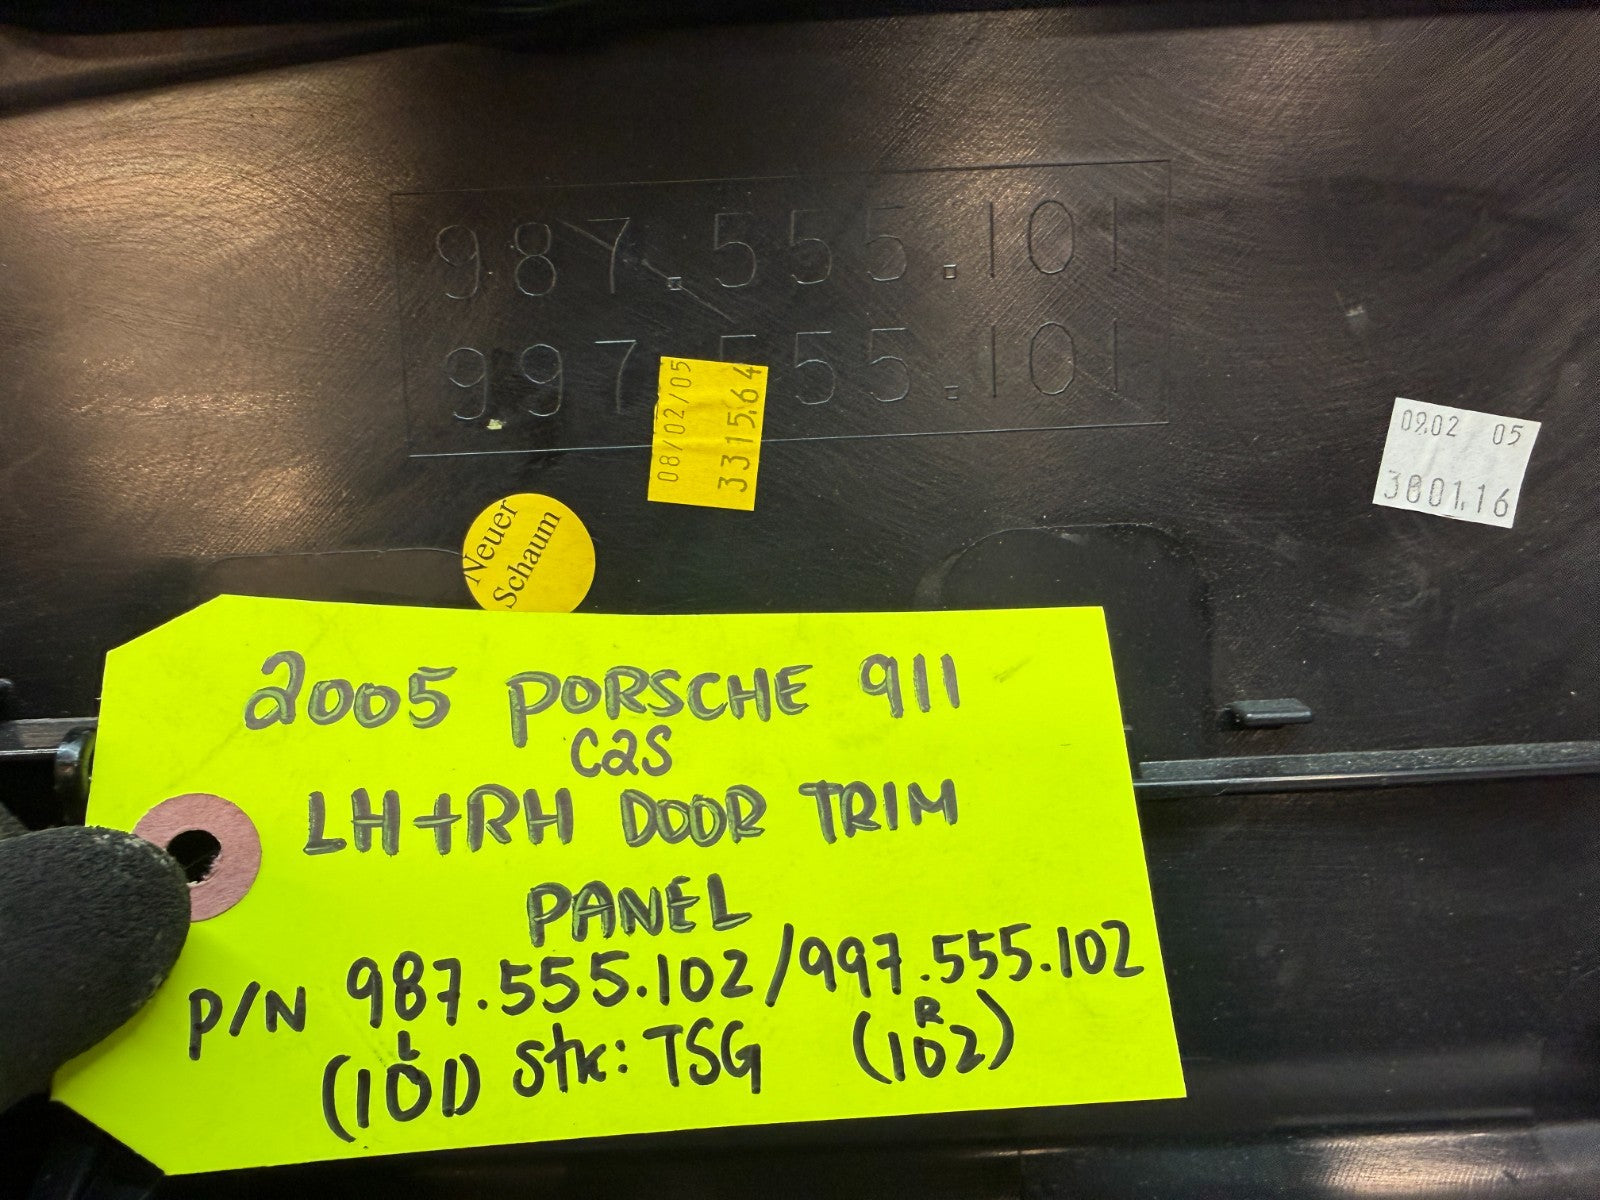 987.555.101
997.555.101
08/02/05
3315.64
09.02 05
3001.16
Neuer
Schaum
2005 PORSCHE 911
C2S
LH+RH DOOR TRIM
PANEL
P/N 987.555.102/997.555.102
L R
(101) Stk: TSG (102)